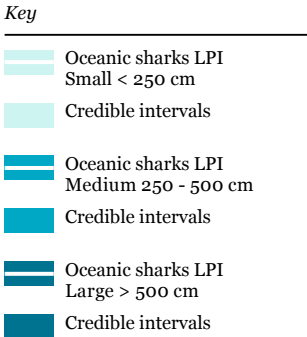 Key
Oceanic sharks LPI
Small < 250 cm
Credible intervals
Oceanic sharks LPI
Medium 250 - 500 cm
Credible intervals
Oceanic sharks LPI
Large > 500 cm
Credible intervals